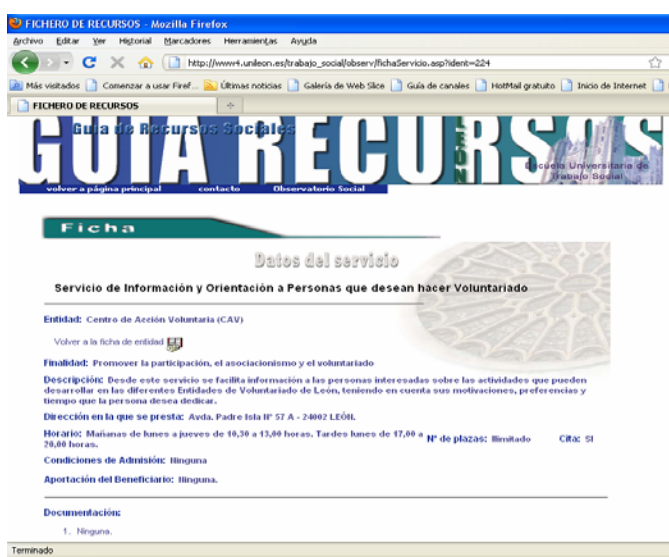 FICHERO DE RECURSOS - Mozilla Firefox
Archivo Editar Ver Historial Marcadores Herramientas Ayuda
http://www4.unileon.es/trabajo_social/observ/fichaServicio.asp?ident=224
Más visitados Comenzar a usar Firef... Últimas noticias Galería de Web Slice Guía de canales HotMail gratuito Inicio de Internet
FICHERO DE RECURSOS
Guía de Recursos Sociales
GUIA RECURSOS
LEÓN
Escuela Universitaria de
Trabajo Social
volver a página principal contacto Observatorio Social
Ficha
Datos del servicio
Servicio de Información y Orientación a Personas que desean hacer Voluntariado
Entidad: Centro de Acción Voluntaria (CAV)
Volver a la ficha de entidad
Finalidad: Promover la participación, el asociacionismo y el voluntariado
Descripción: Desde este servicio se facilita información a las personas interesadas sobre las actividades que pueden
desarrollar en las diferentes Entidades de Voluntariado de León, teniendo en cuenta sus motivaciones, preferencias y
tiempo que la persona desea dedicar.
Dirección en la que se presta: Avda. Padre Isla Nº 57 A - 24002 LEÓN.
Horario: Mañanas de lunes a jueves de 10,30 a 13,00 horas. Tardes lunes de 17,00 a
20,00 horas.
Nº de plazas: Ilimitado Cita: SI
Condiciones de Admisión: Ninguna
Aportación del Beneficiario: Ninguna.
Documentación:
1. Ninguna.
Terminado